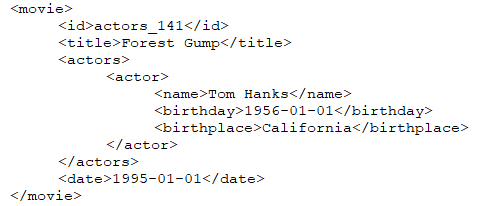 <movie>
<id>actors_141</id>
<title>Forest Gump</title>
<actors>
<actor>
<name>Tom Hanks</name>
<birthday>1956-01-01</birthday>
<birthplace>California</birthplace>
</actor>
</actors>
<date>1995-01-01</date>
</movie>